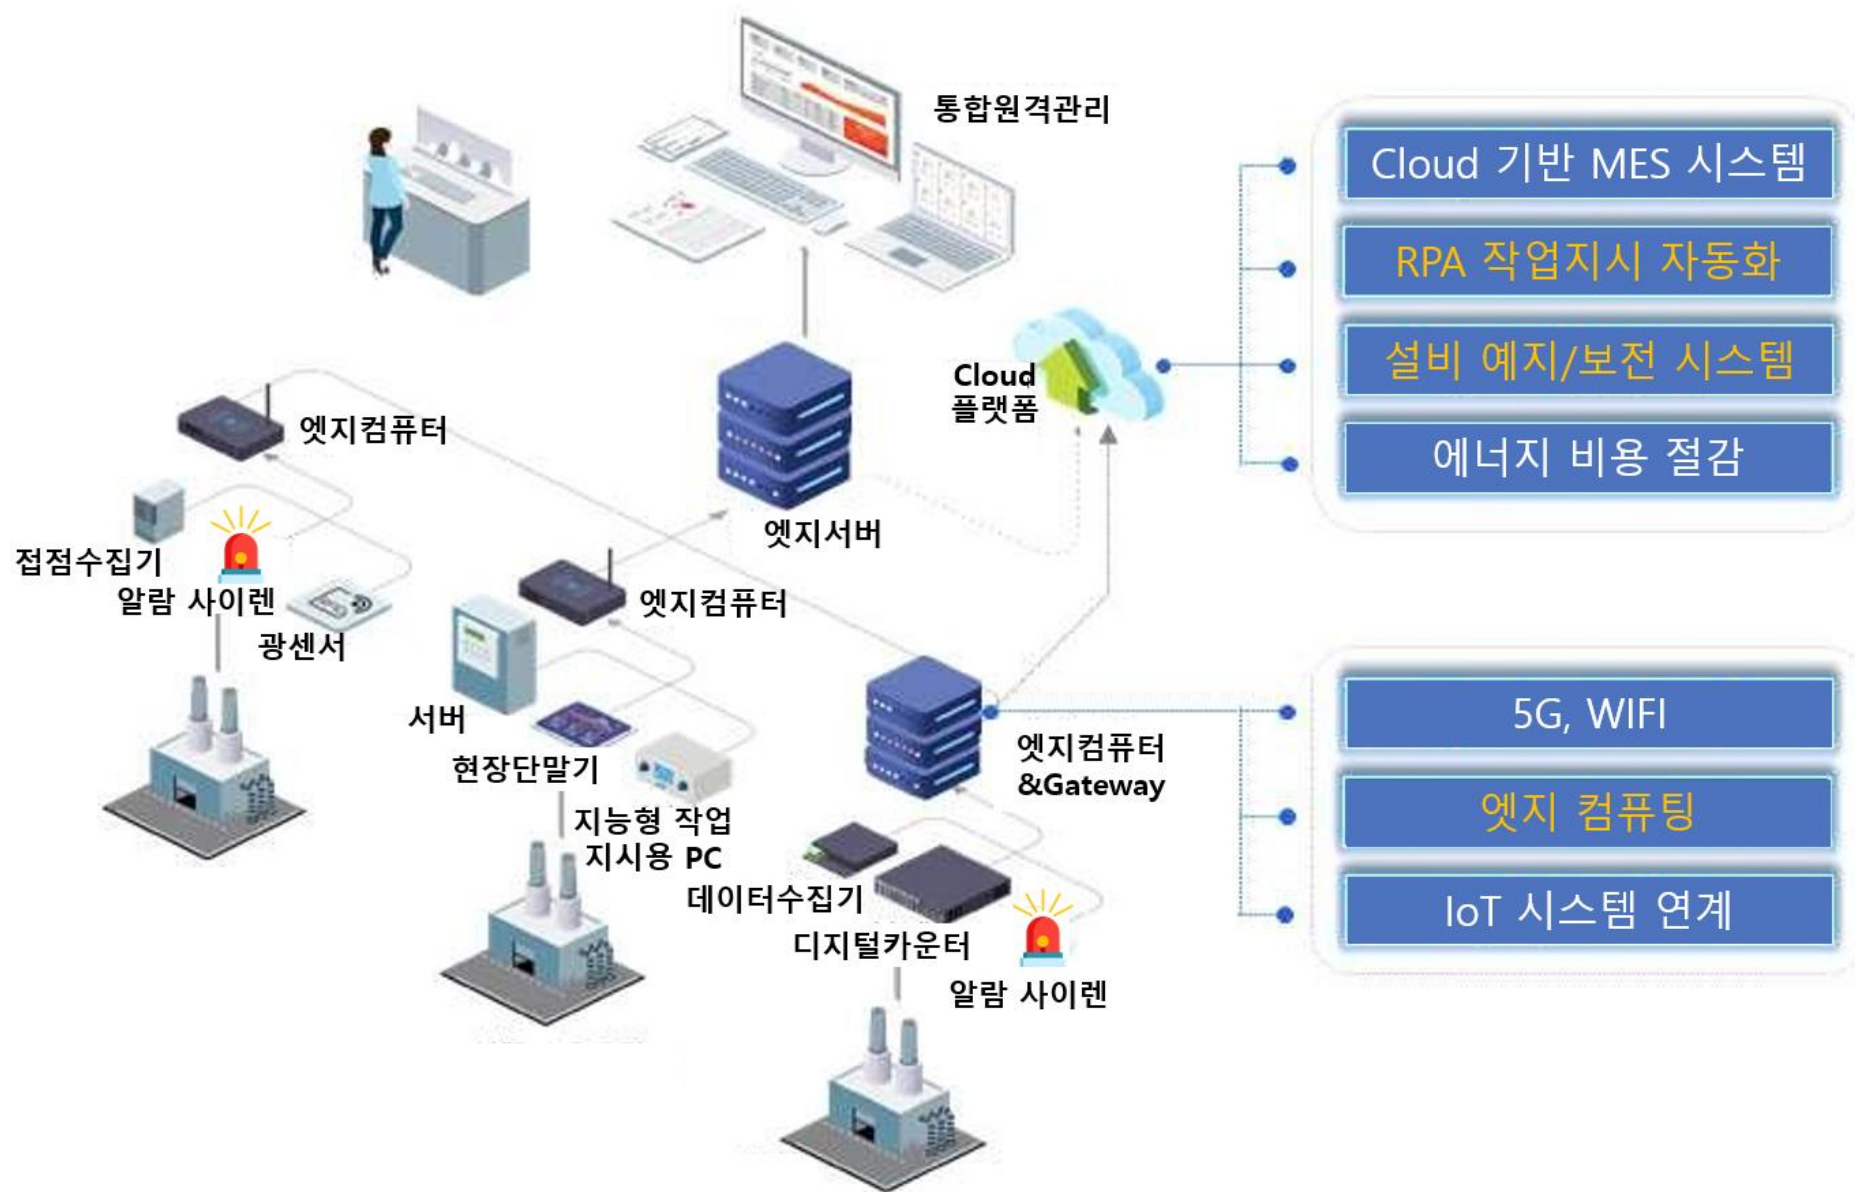 통합원격관리
Cloud 기반 MES 시스템
RPA 작업지시 자동화
설비 예지/보전 시스템
에너지 비용 절감
Cloud
플랫폼
엣지컴퓨터
엣지서버
접점수집기
알람 사이렌
광센서
엣지컴퓨터
서버
현장단말기
지능형 작업
지시용 PC
엣지컴퓨터
&Gateway
데이터수집기
디지털카운터
알람 사이렌
5G, WIFI
엣지 컴퓨팅
IoT 시스템 연계